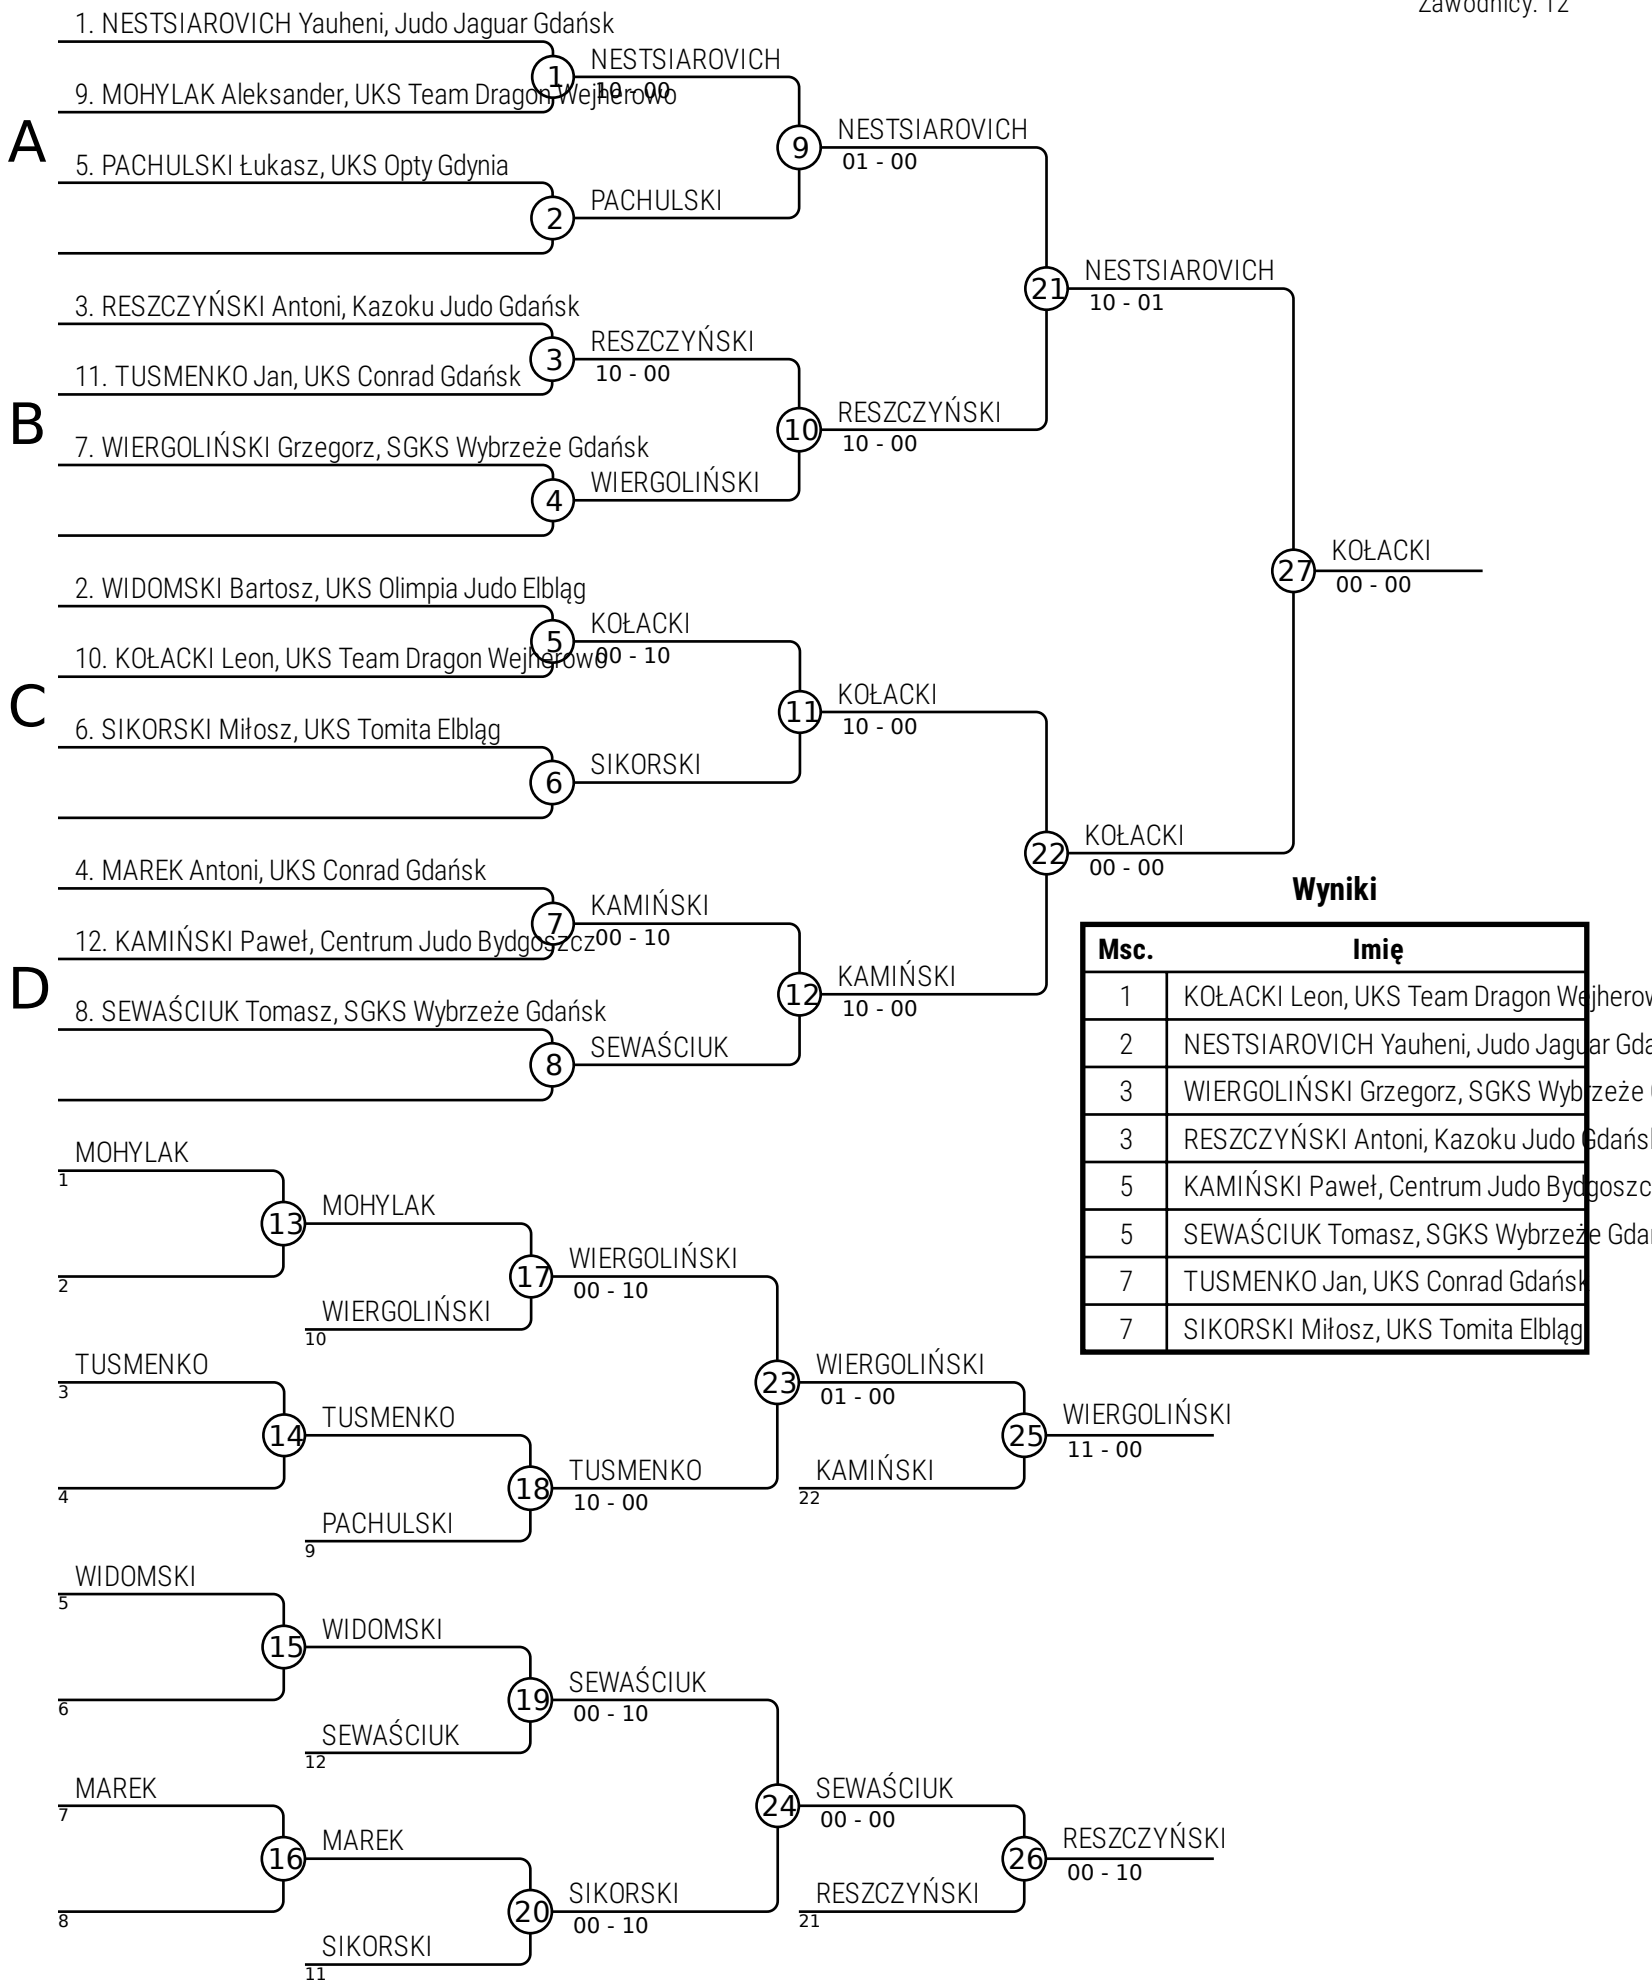 Zawodnicy: 12
1. NESTSIAROVICH Yauheni, Judo Jaguar Gdańsk
9. MOHYLAK Aleksander, UKS Team Dragon Wejherowo
1
NESTSIAROVICH
10 - 00
A
5. PACHULSKI Łukasz, UKS Opty Gdynia
2
PACHULSKI
9
NESTSIAROVICH
01 - 00
3. RESZCZYŃSKI Antoni, Kazoku Judo Gdańsk
11. TUSMENKO Jan, UKS Conrad Gdańsk
3
RESZCZYŃSKI
10 - 00
B
7. WIERGOLIŃSKI Grzegorz, SGKS Wybrzeże Gdańsk
4
WIERGOLIŃSKI
10
RESZCZYŃSKI
10 - 00
21
NESTSIAROVICH
10 - 01
2. WIDOMSKI Bartosz, UKS Olimpia Judo Elbląg
10. KOŁACKI Leon, UKS Team Dragon Wejherowo
5
KOŁACKI
00 - 10
C
6. SIKORSKI Miłosz, UKS Tomita Elbląg
6
SIKORSKI
11
KOŁACKI
10 - 00
4. MAREK Antoni, UKS Conrad Gdańsk
12. KAMIŃSKI Paweł, Centrum Judo Bydgoszcz
7
KAMIŃSKI
00 - 10
D
8. SEWAŚCIUK Tomasz, SGKS Wybrzeże Gdańsk
8
SEWAŚCIUK
12
KAMIŃSKI
10 - 00
22
KOŁACKI
00 - 00
27
KOŁACKI
00 - 00
Wyniki
Msc. Imię
1 KOŁACKI Leon, UKS Team Dragon Wejherow
2 NESTSIAROVICH Yauheni, Judo Jaguar Gda
3 WIERGOLIŃSKI Grzegorz, SGKS Wybrzeże
3 RESZCZYŃSKI Antoni, Kazoku Judo Gdańsk
5 KAMIŃSKI Paweł, Centrum Judo Bydgoszc
5 SEWAŚCIUK Tomasz, SGKS Wybrzeże Gdań
7 TUSMENKO Jan, UKS Conrad Gdańsk
7 SIKORSKI Miłosz, UKS Tomita Elbląg
MOHYLAK
1
13
2
MOHYLAK
17
WIERGOLIŃSKI
10
WIERGOLIŃSKI
00 - 10
TUSMENKO
3
14
4
TUSMENKO
18
PACHULSKI
9
TUSMENKO
10 - 00
23
WIERGOLIŃSKI
01 - 00
KAMIŃSKI
22
25
WIERGOLIŃSKI
11 - 00
WIDOMSKI
5
15
6
WIDOMSKI
19
SEWAŚCIUK
12
SEWAŚCIUK
00 - 10
MAREK
7
16
8
MAREK
20
SIKORSKI
11
SIKORSKI
00 - 10
24
SEWAŚCIUK
00 - 00
RESZCZYŃSKI
21
26
RESZCZYŃSKI
00 - 10